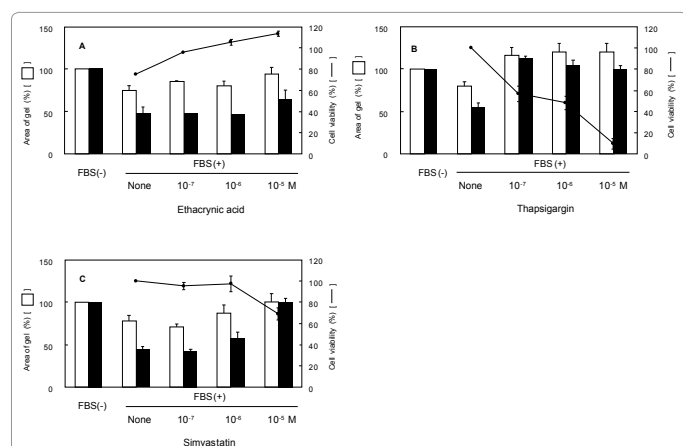 A
150
100
50
0
Area of gel (%) [ ]
120
100
80
60
40
20
0
Cell viability (%) [ — ]
FBS(-)
FBS(+)
None 10⁻⁷ 10⁻⁶ 10⁻⁵ M
Ethacrynic acid
B
150
100
50
0
Area of gel (%) [ ]
120
100
80
60
40
20
0
Cell viability (%) [ — ]
FBS(-)
FBS(+)
None 10⁻⁷ 10⁻⁶ 10⁻⁵ M
Thapsigargin
C
150
100
50
0
Area of gel (%) [ ]
120
100
80
60
40
20
0
Cell viability (%) [ — ]
FBS(-)
FBS(+)
None 10⁻⁷ 10⁻⁶ 10⁻⁵ M
Simvastatin